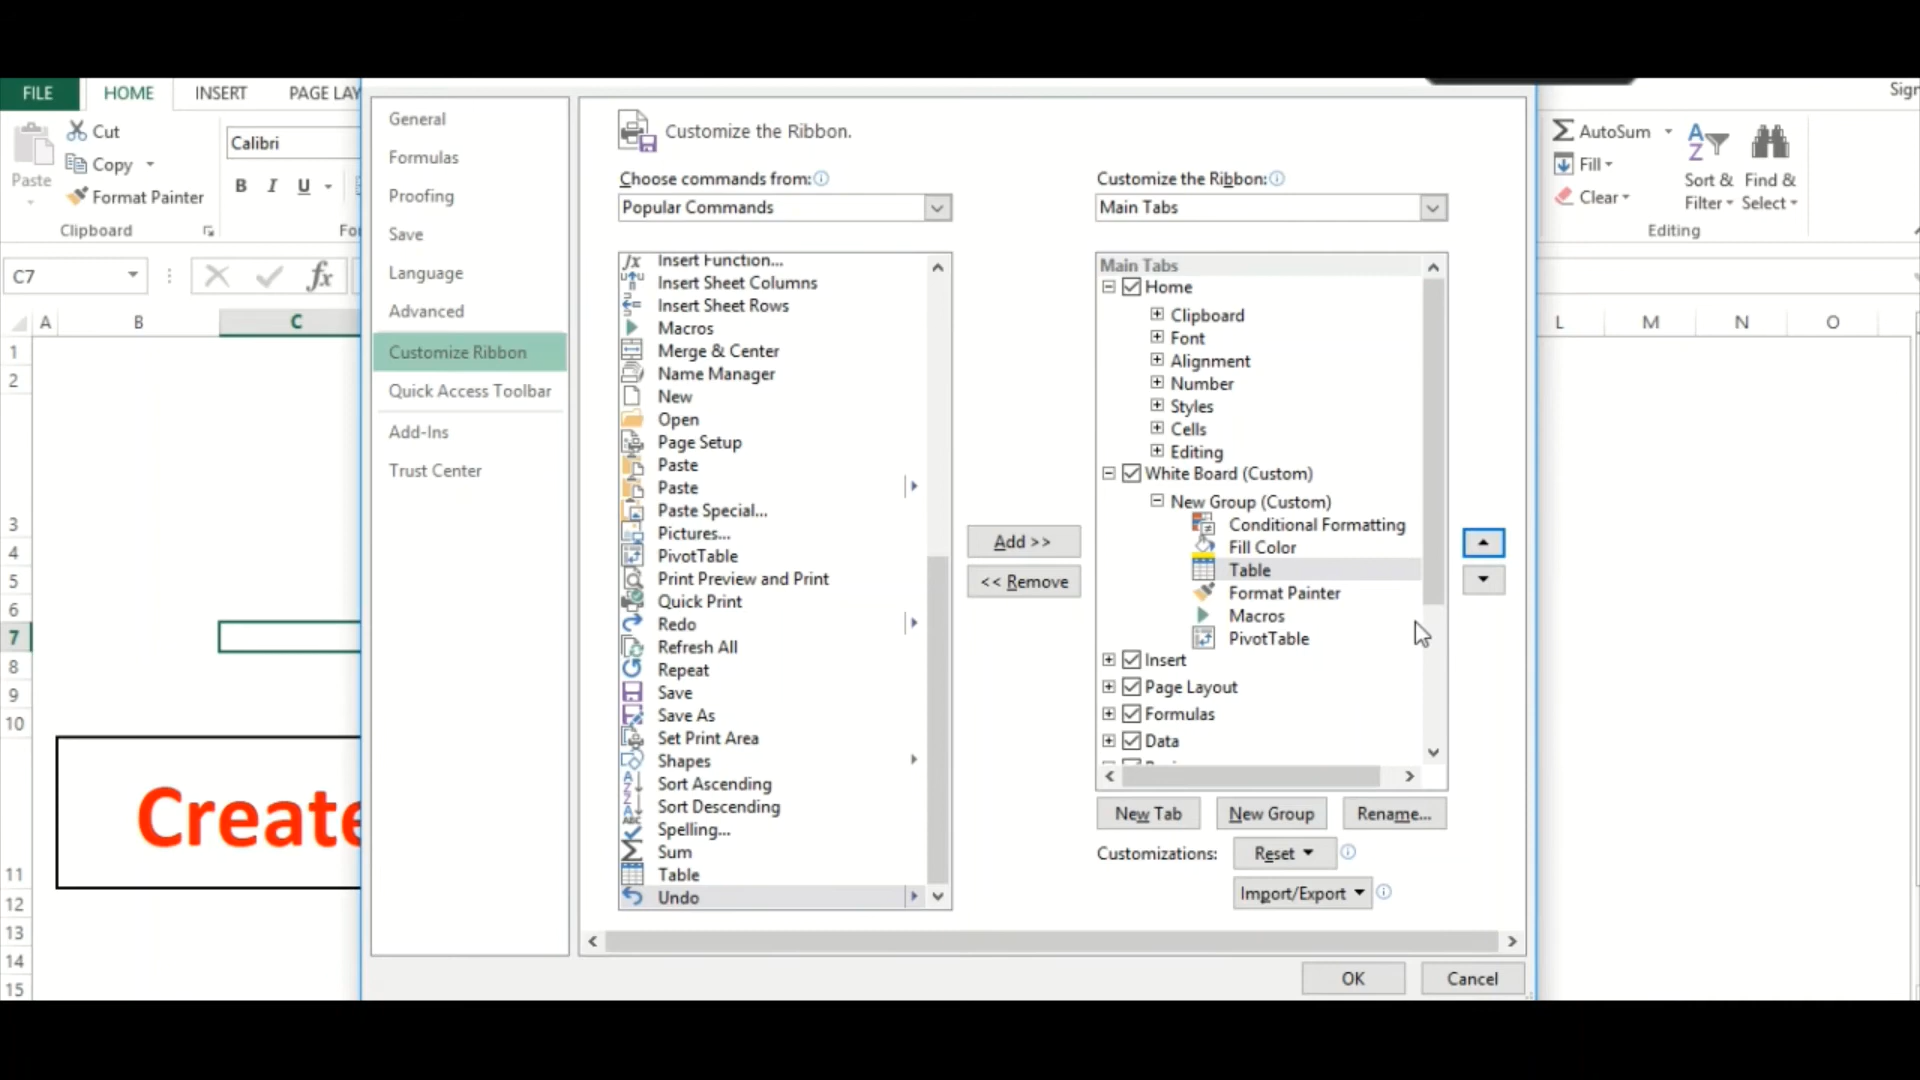 FILE
HOME
INSERT
PAGE LAY
Sign
Cut
Copy
Format Painter
Paste
Clipboard
Calibri
B I U
Fo
AutoSum
Fill
Clear
Sort &
Filter
Find &
Select
Editing
C7
fx
A B C
L M N O
1
2
3
4
5
6
7
8
9
10
11
12
13
14
15
Create
General
Formulas
Proofing
Save
Language
Advanced
Customize Ribbon
Quick Access Toolbar
Add-Ins
Trust Center
Customize the Ribbon.
Choose commands from:
Popular Commands
Insert Function...
Insert Sheet Columns
Insert Sheet Rows
Macros
Merge & Center
Name Manager
New
Open
Page Setup
Paste
Paste
Paste Special...
Pictures...
PivotTable
Print Preview and Print
Quick Print
Redo
Refresh All
Repeat
Save
Save As
Set Print Area
Shapes
Sort Ascending
Sort Descending
Spelling...
Sum
Table
Undo
Add >>
<< Remove
Customize the Ribbon:
Main Tabs
Main Tabs
Home
Clipboard
Font
Alignment
Number
Styles
Cells
Editing
White Board (Custom)
New Group (Custom)
Conditional Formatting
Fill Color
Table
Format Painter
Macros
PivotTable
Insert
Page Layout
Formulas
Data
New Tab
New Group
Rename...
Customizations:
Reset
Import/Export
OK
Cancel